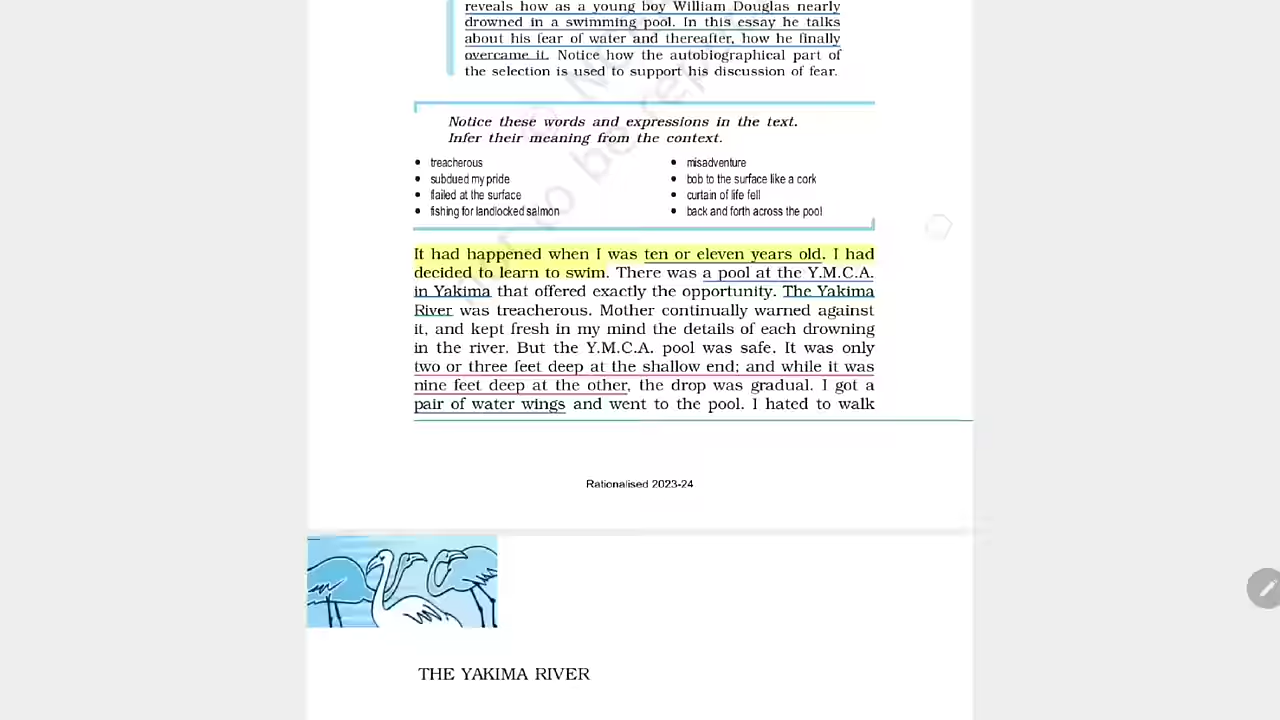 reveals how as a young boy William Douglas nearly
drowned in a swimming pool. In this essay he talks
about his fear of water and thereafter, how he finally
overcame it. Notice how the autobiographical part of
the selection is used to support his discussion of fear.
Notice these words and expressions in the text.
Infer their meaning from the context.
• treacherous
• subdued my pride
• flailed at the surface
• fishing for landlocked salmon
• misadventure
• bob to the surface like a cork
• curtain of life fell
• back and forth across the pool
It had happened when I was ten or eleven years old. I had
decided to learn to swim. There was a pool at the Y.M.C.A.
in Yakima that offered exactly the opportunity. The Yakima
River was treacherous. Mother continually warned against
it, and kept fresh in my mind the details of each drowning
in the river. But the Y.M.C.A. pool was safe. It was only
two or three feet deep at the shallow end; and while it was
nine feet deep at the other, the drop was gradual. I got a
pair of water wings and went to the pool. I hated to walk
Rationalised 2023-24
THE YAKIMA RIVER